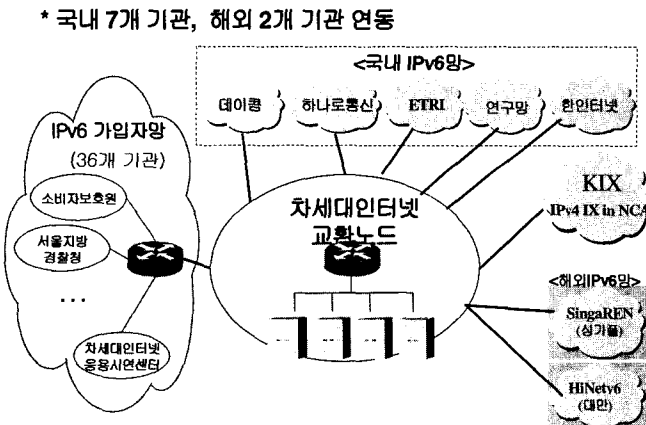 * 국내 7개 기관, 해외 2개 기관 연동
<국내 IPv6망>
데이콤
하나로통신
ETRI
연구망
한인터넷
IPv6 가입자망
(36개 기관)
소비자보호원
서울지방
경찰청
...
차세대인터넷
응용시연센터
차세대인터넷
교환노드
KIX
IPv4 IX in NCA
<해외IPv6망>
SingaREN
(싱가폴)
HiNetv6
(대만)